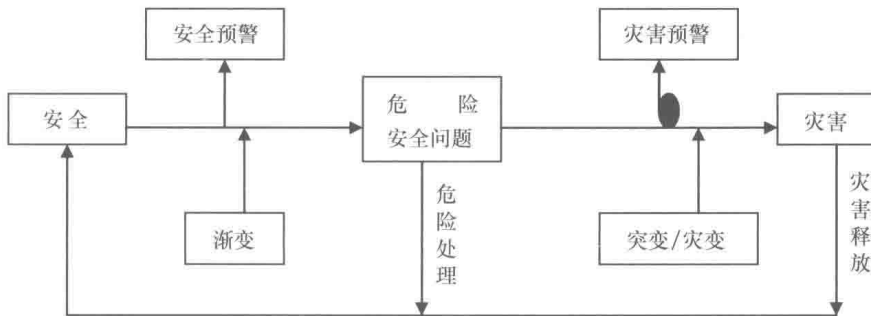 安全预警
灾害预警
安全
危 险
安全问题
灾害
渐变
危险处理
突变/灾变
灾害释放